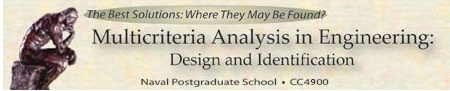 The Best Solutions: Where They May Be Found?
Multicriteria Analysis in Engineering:
Design and Identification
Naval Postgraduate School • CC4900